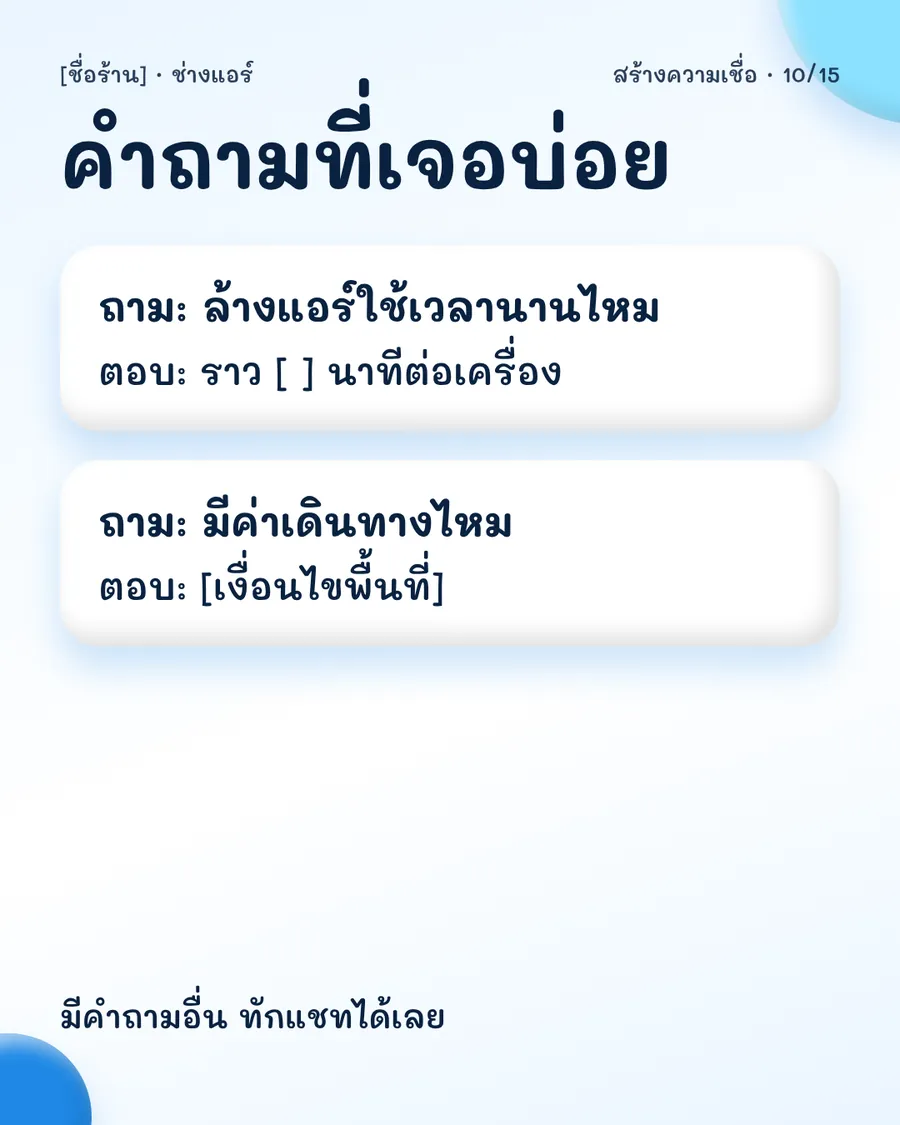 [ชื่อร้าน] · ช่างแอร์
สร้างความเชื่อ · 10/15
คำถามที่เจอบ่อย
ถาม: ล้างแอร์ใช้เวลานานไหม
ตอบ: ราว [ ] นาทีต่อเครื่อง
ถาม: มีค่าเดินทางไหม
ตอบ: [เงื่อนไขพื้นที่]
มีคำถามอื่น ทักแชทได้เลย